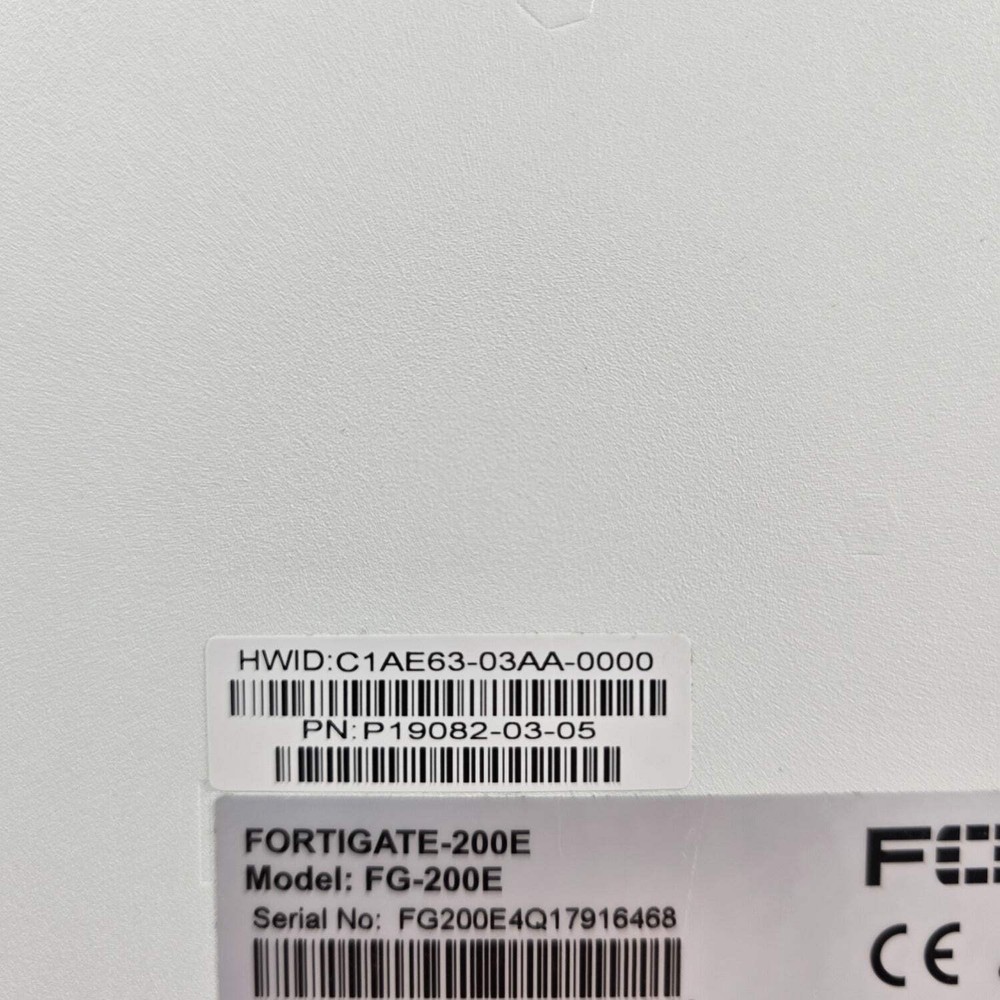 HWID:C1AE63-03AA-0000
PN:P19082-03-05
FORTIGATE-200E
Model: FG-200E
Serial No: FG200E4Q17916468
CE